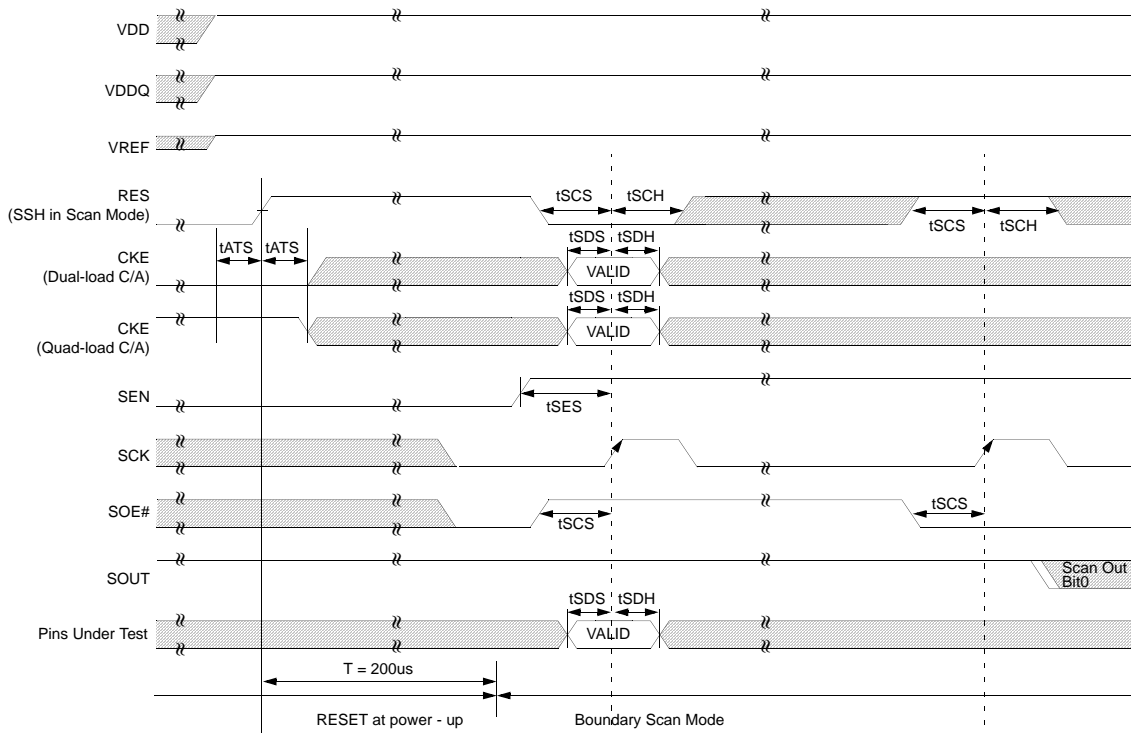 VDD
VDDQ
VREF
RES
(SSH in Scan Mode)
tSCS
tSCH
tSCS
tSCH
tATS
tATS
CKE
(Dual-load C/A)
tSDS
tSDH
VALID
CKE
(Quad-load C/A)
tSDS
tSDH
VALID
SEN
tSES
SCK
SOE#
tSCS
tSCS
SOUT
Scan Out
Bit0
Pins Under Test
tSDS
tSDH
VALID
T = 200us
RESET at power - up
Boundary Scan Mode